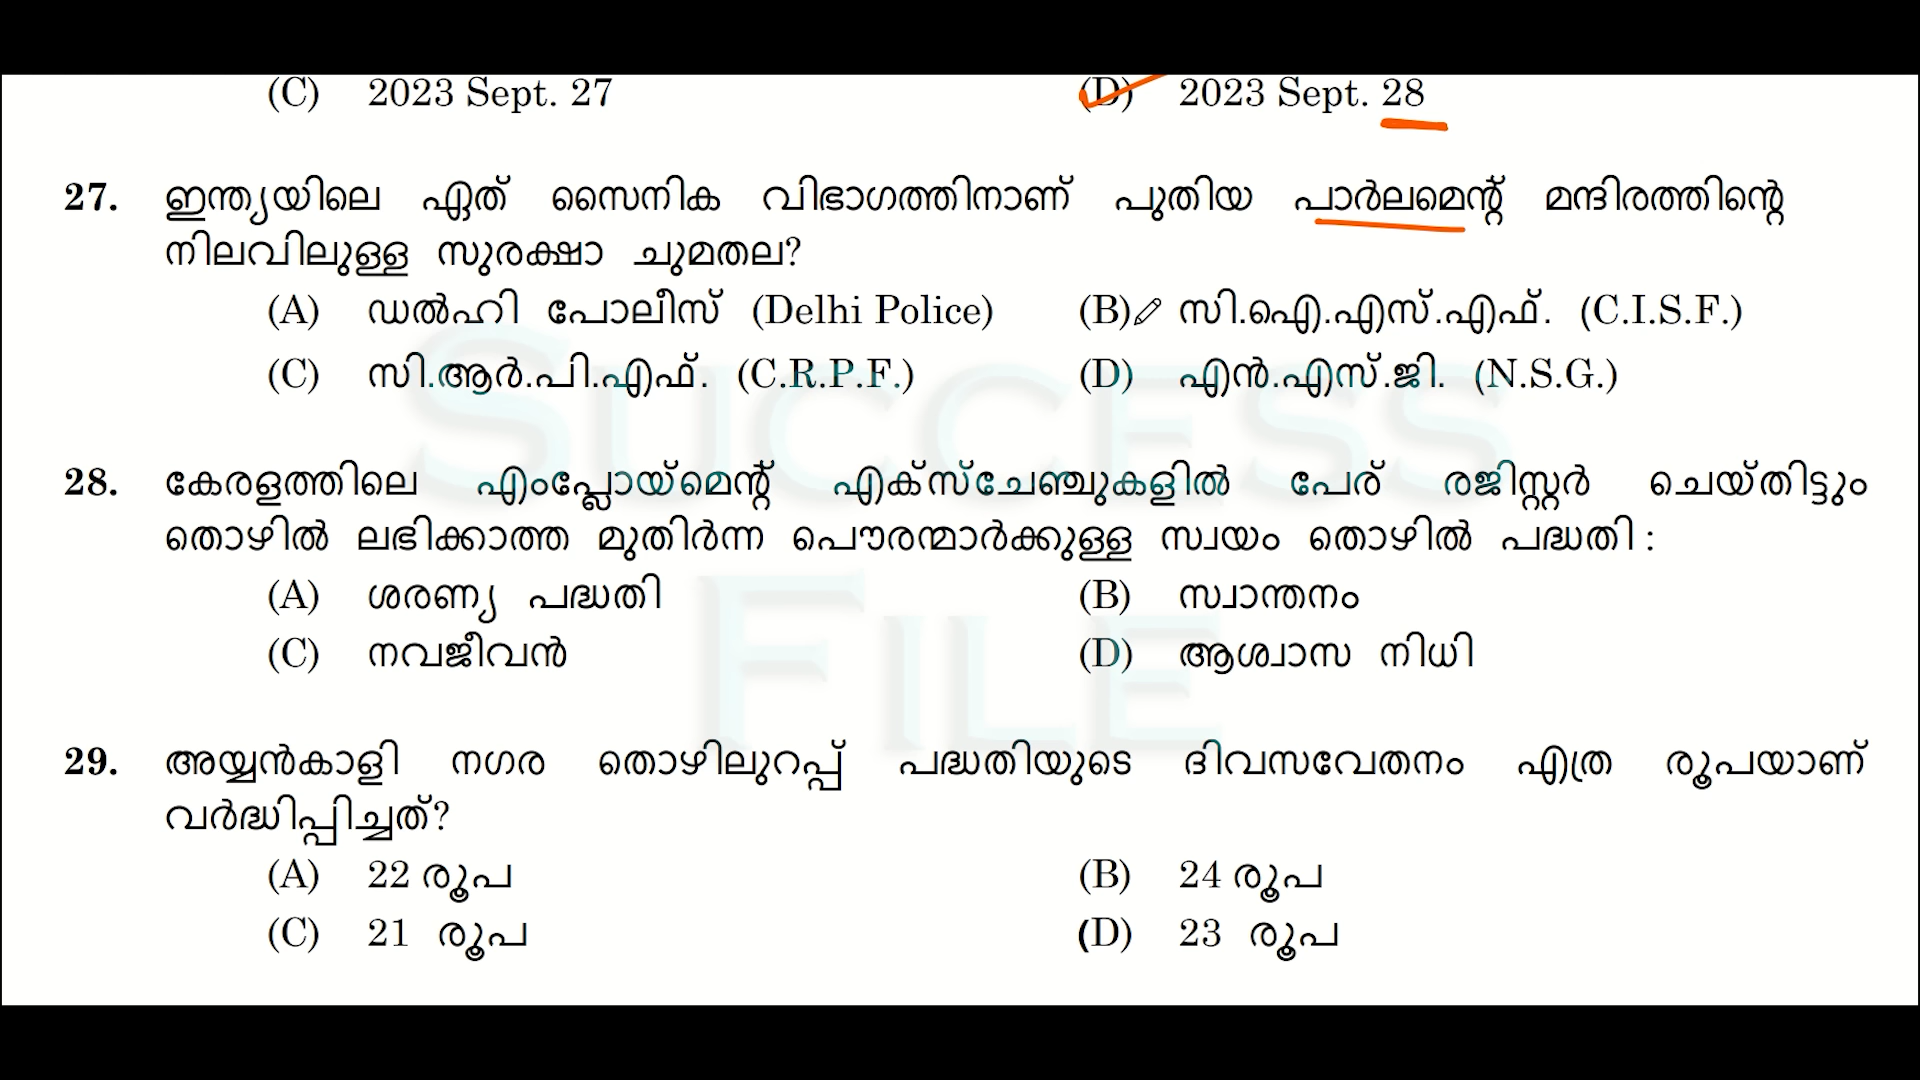 (C) 2023 Sept. 27 (D) 2023 Sept. 28
27. ഇന്ത്യയിലെ ഏത് സൈനിക വിഭാഗത്തിനാണ് പുതിയ പാർലമെന്റ് മന്ദിരത്തിന്റെ
നിലവിലുള്ള സുരക്ഷാ ചുമതല?
(A) ഡൽഹി പോലീസ് (Delhi Police) (B) സി.ഐ.എസ്.എഫ്. (C.I.S.F.)
(C) സി.ആർ.പി.എഫ്. (C.R.P.F.) (D) എൻ.എസ്.ജി. (N.S.G.)
SUCCESS
28. കേരളത്തിലെ എംപ്ലോയ്മെന്റ് എക്സ്ചേഞ്ചുകളിൽ പേര് രജിസ്റ്റർ ചെയ്തിട്ടും
തൊഴിൽ ലഭിക്കാത്ത മുതിർന്ന പൌരന്മാർക്കുള്ള സ്വയം തൊഴിൽ പദ്ധതി :
(A) ശരണ്യ പദ്ധതി (B) സ്വാന്തനം
(C) നവജീവൻ (D) ആശ്വാസ നിധി
FILE
29. അയ്യൻകാളി നഗര തൊഴിലുറപ്പ് പദ്ധതിയുടെ ദിവസവേതനം എത്ര രൂപയാണ്
വർദ്ധിപ്പിച്ചത്?
(A) 22 രൂപ (B) 24 രൂപ
(C) 21 രൂപ (D) 23 രൂപ